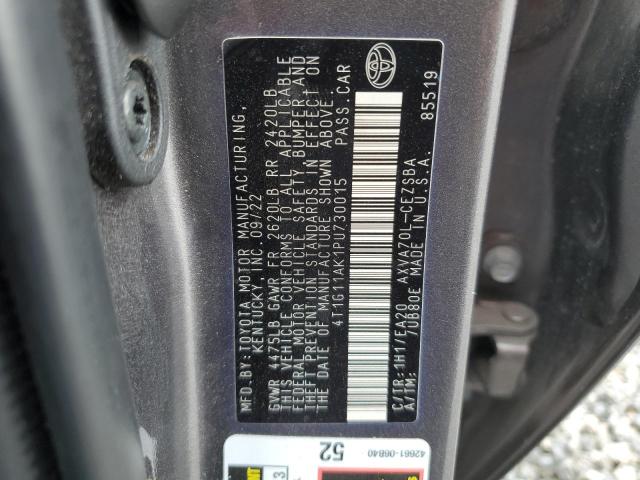 MFD.BY:TOYOTA MOTOR MANUFACTURING,
KENTUCKY, INC. 09/22
GVWR 4475LB GAWR FR 2620LB RR 2420LB
THIS VEHICLE CONFORMS TO ALL APPLICABLE
FEDERAL MOTOR VEHICLE SAFETY, BUMPER, AND
THEFT PREVENTION STANDARDS IN EFFECT ON
THE DATE OF MANUFACTURE SHOWN ABOVE.
4T1G11AK1PU730015 PASS.CAR
C/TR:1H1/EA20 AXVA70L-CEZSBA
A/TM: 7UB80E MADE IN U.S.A. 85519
52
42661-06B40